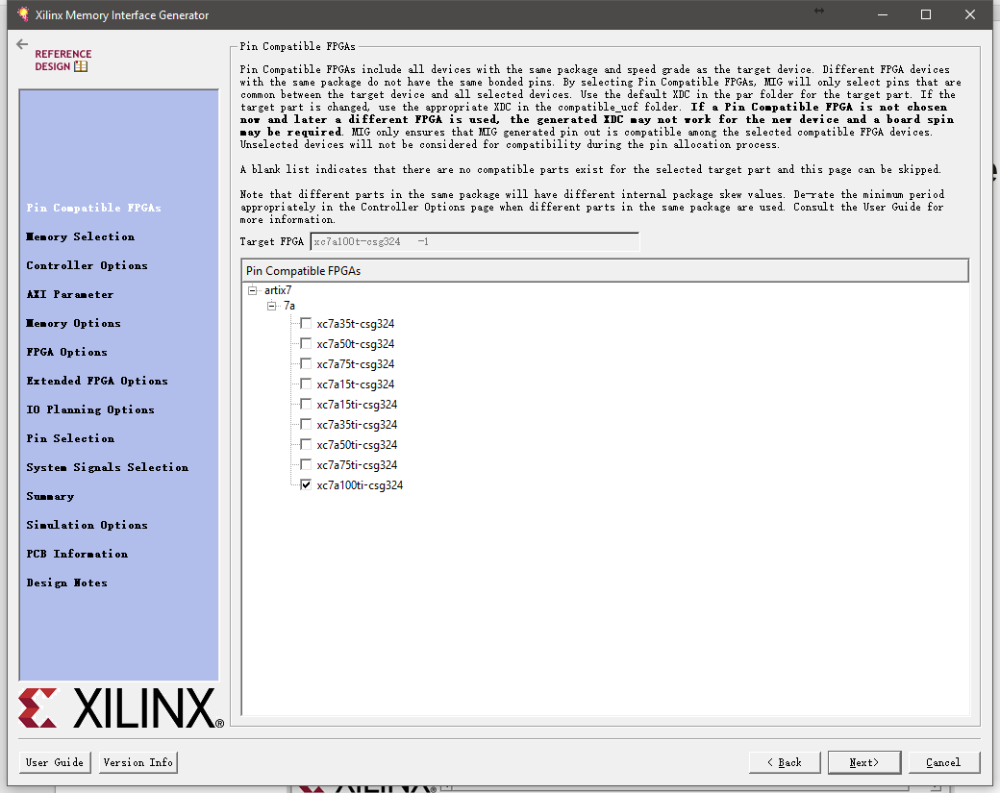 Xilinx Memory Interface Generator
REFERENCE
DESIGN
Pin Compatible FPGAs
Memory Selection
Controller Options
AXI Parameter
Memory Options
FPGA Options
Extended FPGA Options
IO Planning Options
Pin Selection
System Signals Selection
Summary
Simulation Options
PCB Information
Design Notes
XILINX®
Pin Compatible FPGAs
Pin Compatible FPGAs include all devices with the same package and speed grade as the target device. Different FPGA devices
with the same package do not have the same bonded pins. By selecting Pin Compatible FPGAs, MIG will only select pins that are
common between the target device and all selected devices. Use the default XDC in the par folder for the target part. If the
target part is changed, use the appropriate XDC in the compatible_ucf folder. If a Pin Compatible FPGA is not chosen
now and later a different FPGA is used, the generated XDC may not work for the new device and a board spin
may be required. MIG only ensures that MIG generated pin out is compatible among the selected compatible FPGA devices.
Unselected devices will not be considered for compatibility during the pin allocation process.
A blank list indicates that there are no compatible parts exist for the selected target part and this page can be skipped.
Note that different parts in the same package will have different internal package skew values. De-rate the minimum period
appropriately in the Controller Options page when different parts in the same package are used. Consult the User Guide for
more information.
Target FPGA xc7a100t-csg324 -1
Pin Compatible FPGAs
artix7
7a
xc7a35t-csg324
xc7a50t-csg324
xc7a75t-csg324
xc7a15t-csg324
xc7a15ti-csg324
xc7a35ti-csg324
xc7a50ti-csg324
xc7a75ti-csg324
xc7a100ti-csg324
User Guide Version Info < Back Next> Cancel